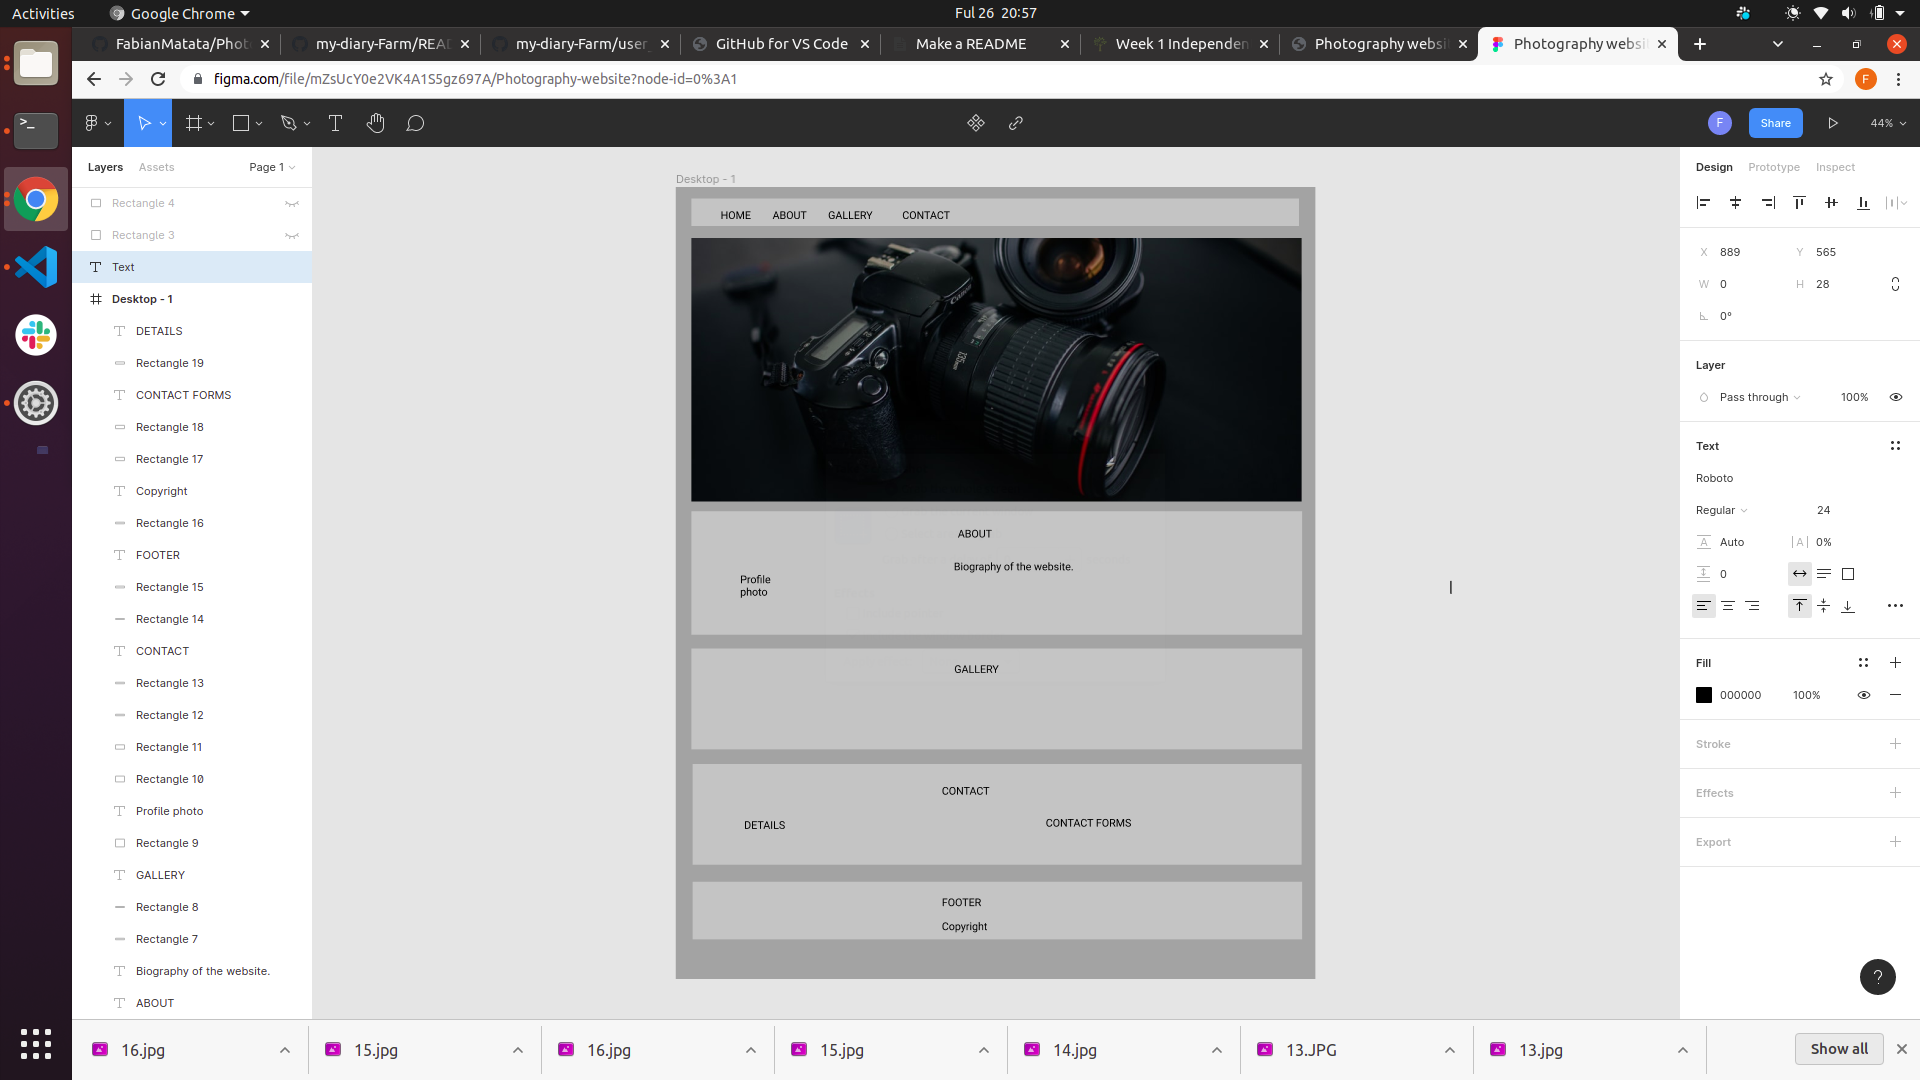 Activities
Google Chrome
Ful 26 20:57
FabianMatata/Phot
my-diary-Farm/READ
my-diary-Farm/user_
GitHub for VS Code
Make a README
Week 1 Independen
Photography websi
Photography websi
figma.com/file/mZsUcY0e2VK4A1S5gz697A/Photography-website?node-id=0%3A1
F
F
Share
44%
Layers
Assets
Page 1
Rectangle 4
Rectangle 3
Text
Desktop - 1
DETAILS
Rectangle 19
CONTACT FORMS
Rectangle 18
Rectangle 17
Copyright
Rectangle 16
FOOTER
Rectangle 15
Rectangle 14
CONTACT
Rectangle 13
Rectangle 12
Rectangle 11
Rectangle 10
Profile photo
Rectangle 9
GALLERY
Rectangle 8
Rectangle 7
Biography of the website.
ABOUT
Desktop - 1
HOME ABOUT GALLERY CONTACT
Canon
135
ABOUT
Biography of the website.
Profile
photo
GALLERY
CONTACT
DETAILS
CONTACT FORMS
FOOTER
Copyright
Design Prototype Inspect
X 889 Y 565
W 0 H 28
0°
Layer
Pass through 100%
Text
Roboto
Regular 24
A Auto |A| 0%
0
Fill
000000 100%
Stroke
Effects
Export
?
16.jpg
15.jpg
16.jpg
15.jpg
14.jpg
13.JPG
13.jpg
Show all